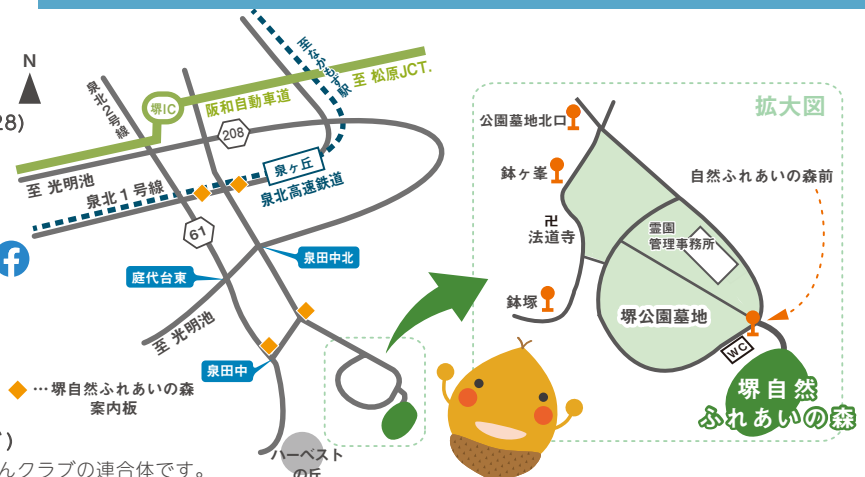 N
至なかもず駅
至 松原JCT.
泉北2号線
堺IC
阪和自動車道
28)
208
泉ヶ丘
至 光明池
泉北1号線
泉北高速鉄道
61
泉田中北
庭代台東
至 光明池
泉田中
…堺自然ふれあいの森
案内板
ハーベスト
の丘
)
んクラブの連合体です。
拡大図
公園墓地北口
鉢ヶ峯
自然ふれあいの森前
卍
法道寺
霊園
管理事務所
鉢塚
堺公園墓地
WC
堺自然
ふれあいの森